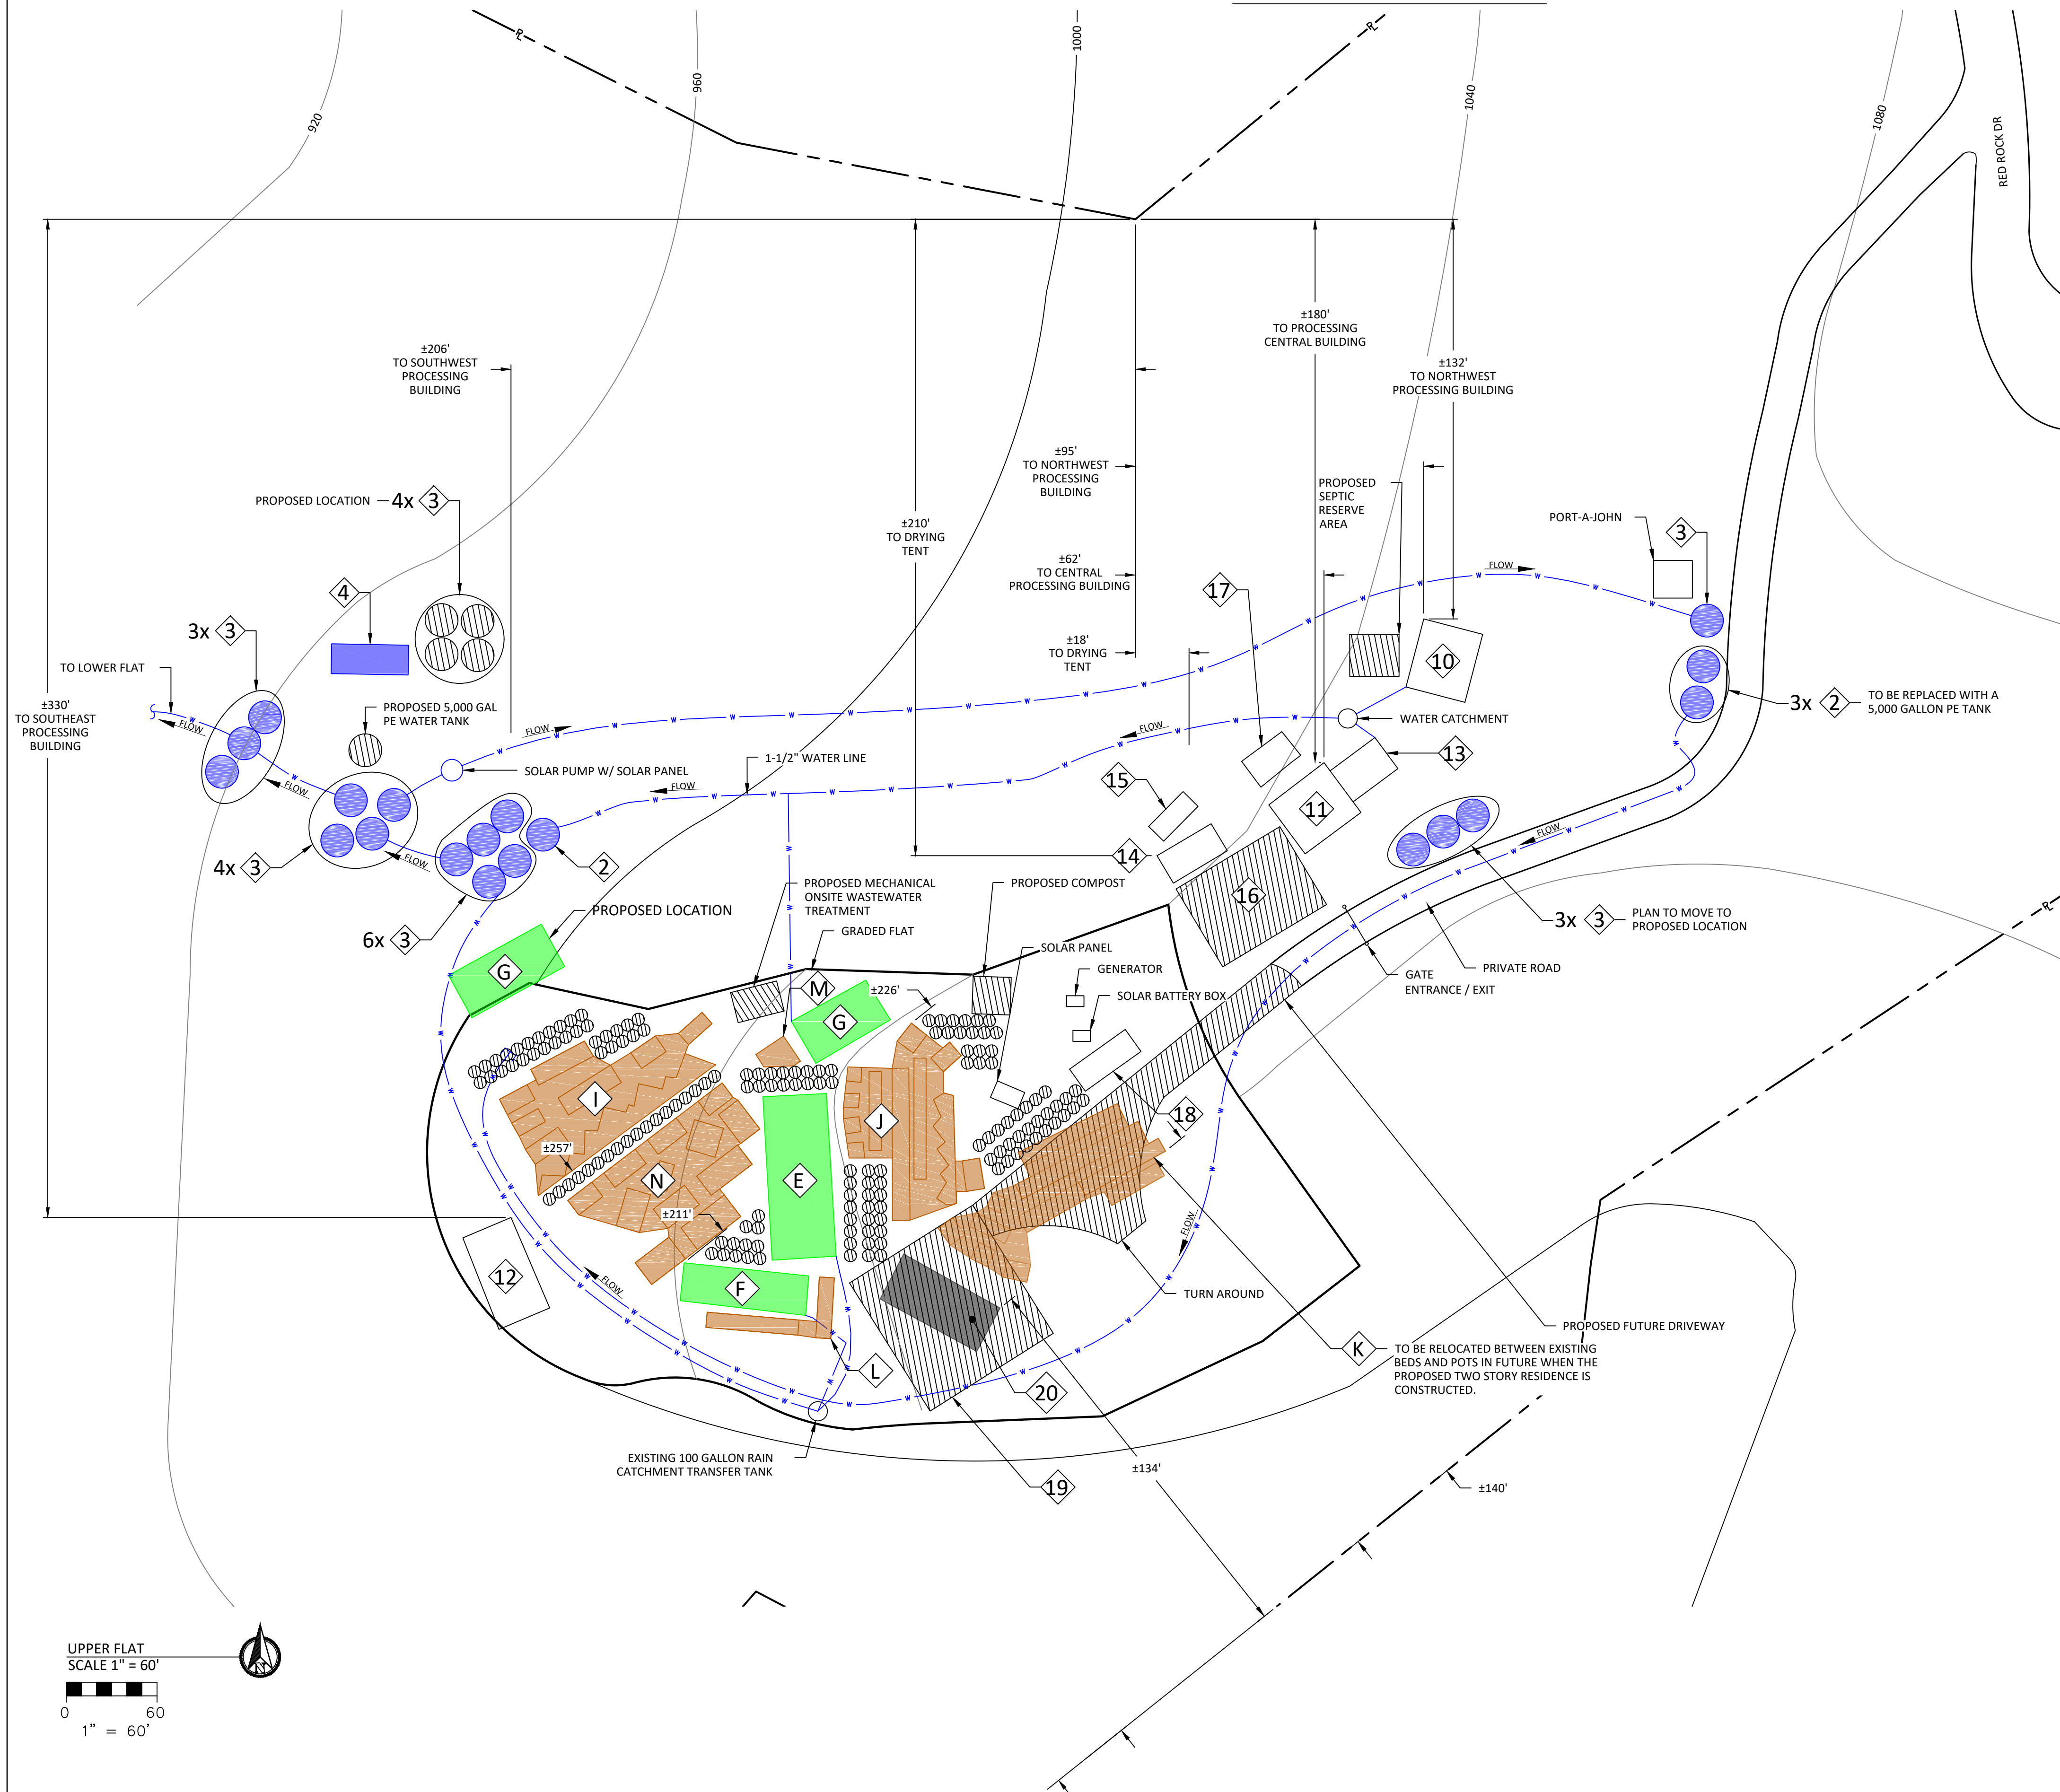 920
960
1000
1040
1080
RED ROCK DR
±206'
TO SOUTHWEST
PROCESSING
BUILDING
±180'
TO PROCESSING
CENTRAL BUILDING
±132'
TO NORTHWEST
PROCESSING BUILDING
±95'
TO NORTHWEST
PROCESSING
BUILDING
PROPOSED
SEPTIC
RESERVE
AREA
±210'
TO DRYING
TENT
±62'
TO CENTRAL
PROCESSING BUILDING
±18'
TO DRYING
TENT
PROPOSED LOCATION
4x 3
4
3x 3
TO LOWER FLAT
FLOW
±330'
TO SOUTHEAST
PROCESSING
BUILDING
PROPOSED 5,000 GAL
PE WATER TANK
FLOW
FLOW
SOLAR PUMP W/ SOLAR PANEL
1-1/2" WATER LINE
FLOW
FLOW
FLOW
PORT-A-JOHN
3
17
10
WATER CATCHMENT
13
3x 2
TO BE REPLACED WITH A
5,000 GALLON PE TANK
15
11
14
16
FLOW
4x 3
FLOW
2
6x 3
PROPOSED LOCATION
G
PROPOSED MECHANICAL
ONSITE WASTEWATER
TREATMENT
GRADED FLAT
PROPOSED COMPOST
SOLAR PANEL
GENERATOR
SOLAR BATTERY BOX
3x 3
PLAN TO MOVE TO
PROPOSED LOCATION
PRIVATE ROAD
GATE
ENTRANCE / EXIT
M
G
±226'
I
J
18
±257'
N
E
±211'
FLOW
12
F
FLOW
L
TURN AROUND
PROPOSED FUTURE DRIVEWAY
K
TO BE RELOCATED BETWEEN EXISTING
BEDS AND POTS IN FUTURE WHEN THE
PROPOSED TWO STORY RESIDENCE IS
CONSTRUCTED.
20
EXISTING 100 GALLON RAIN
CATCHMENT TRANSFER TANK
19
±134'
±140'
UPPER FLAT
SCALE 1" = 60'
N
0 60
1" = 60'